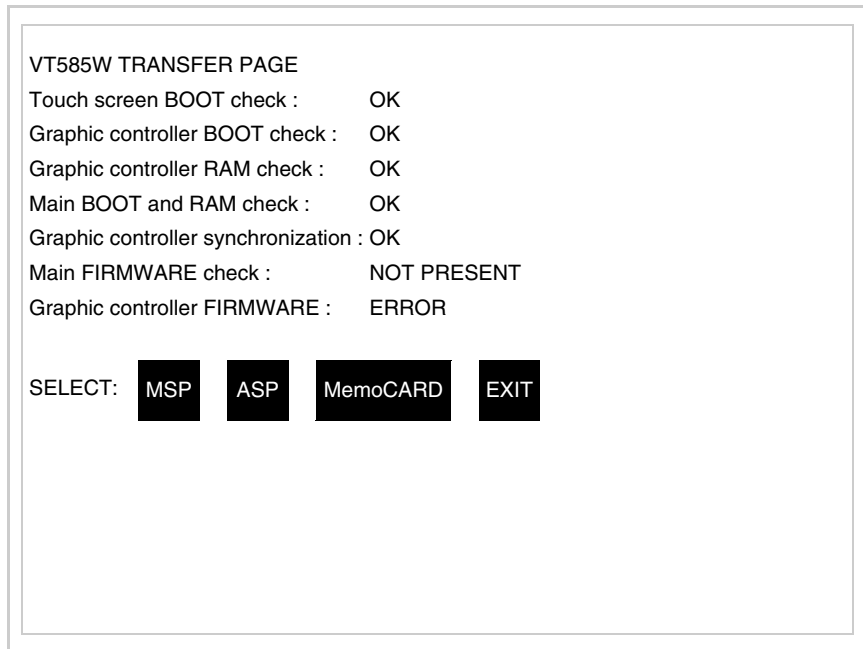 VT585W TRANSFER PAGE
Touch screen BOOT check : OK
Graphic controller BOOT check : OK
Graphic controller RAM check : OK
Main BOOT and RAM check : OK
Graphic controller synchronization : OK
Main FIRMWARE check : NOT PRESENT
Graphic controller FIRMWARE : ERROR
SELECT: MSP ASP MemoCARD EXIT